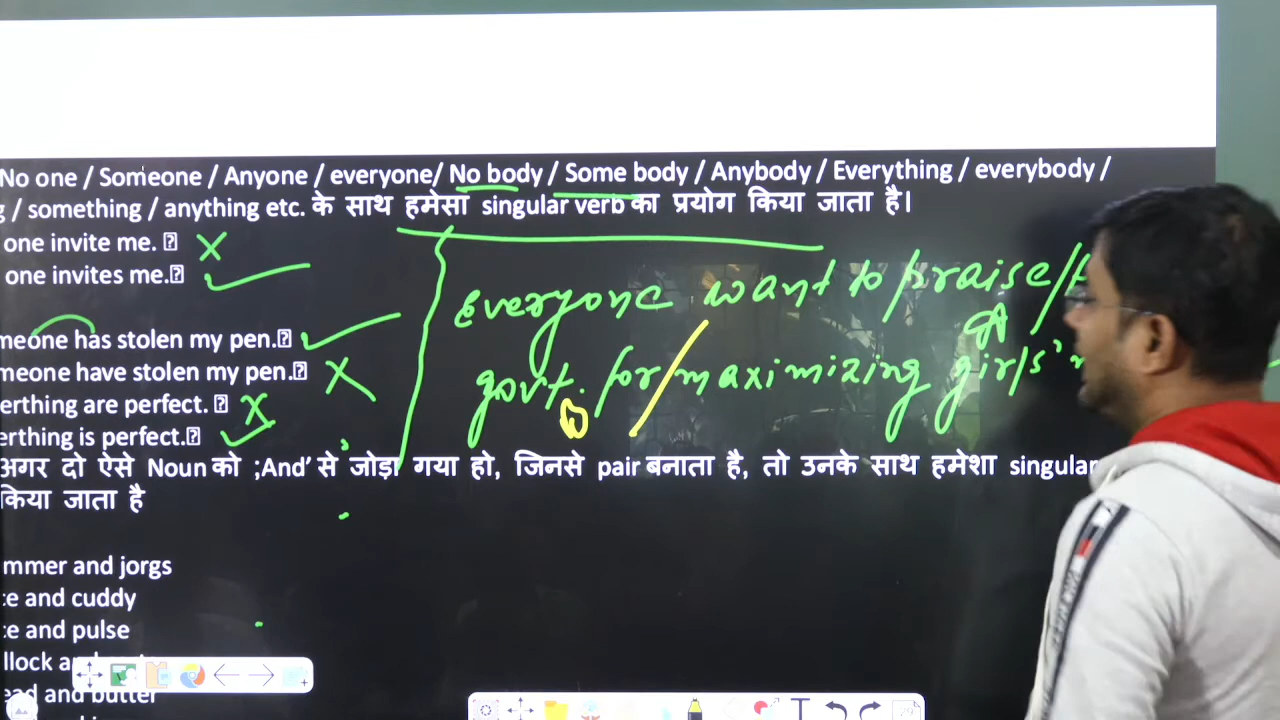 No one / Someone / Anyone / everyone/ No body / Some body / Anybody / Everything / everybody /
/ something / anything etc. के साथ हमेसा singular verb का प्रयोग किया जाता है।
one invite me.
one invites me.
meone has stolen my pen.
meone have stolen my pen.
erthing are perfect.
erthing is perfect.
everyone want to praise/
govt. for/maximizing girls'
अगर दो ऐसे Noun को ;And’ से जोड़ा गया हो, जिनसे pair बनाता है, तो उनके साथ हमेशा singular
किया जाता है
mmer and jorgs
ce and cuddy
ce and pulse
llock
ead and butter